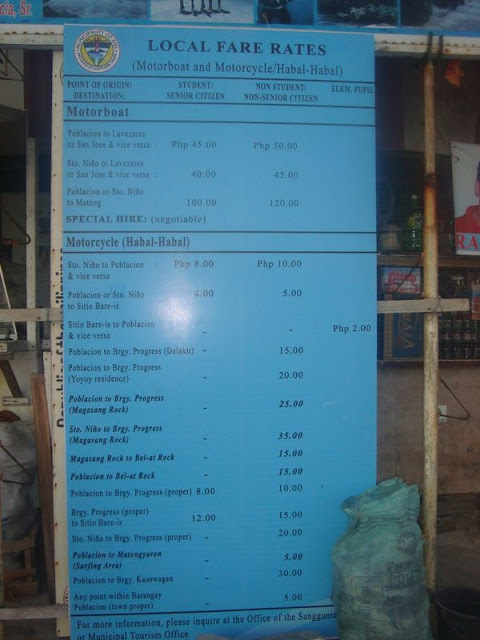 cia, Sr.
LOCAL FARE RATES
(Motorboat and Motorcycle/Habal-Habal)
POINT OF ORIGIN/ STUDENT/ NON STUDENT/ ELEM. PUPIL
DESTINATION: SENIOR CITIZEN NON-SENIOR CITIZEN
Motorboat
Poblacion to Lavezares
or San Jose & vice versa : Php 45.00 Php 50.00
Sto. Niño to Lavezares
or San Jose & vice versa : 40.00 45.00
Poblacion or Sto. Niño
to Matnog : 100.00 120.00
SPECIAL HIRE: (negotiable)
Motorcycle (Habal-Habal)
Sto. Niño to Poblacion : Php 8.00 Php 10.00
& vice versa
Poblacion or Sto. Niño : 4.00 5.00
to Sitio Bare-is
Sitio Bare-is to Poblacion - - Php 2.00
& vice versa
Poblacion to Brgy. Progress (Dalakit) - 15.00
Poblacion to Brgy. Progress
(Yoyoy residence) - 20.00
Poblacion to Brgy. Progress
(Magasang Rock) - 25.00
Sto. Niño to Brgy. Progress
(Magasang Rock) - 35.00
Magasang Rock to Bel-at Rock - 15.00
Poblacion to Bel-at Rock - 15.00
Poblacion to Brgy. Progress (proper) 8.00 10.00
Brgy. Progress (proper)
to Sitio Bare-is 12.00 15.00
Sto. Niño to Brgy. Progress (proper) - 20.00
Poblacion to Matengyaron
(Surfing Area) - 5.00
Poblacion to Brgy. Kauswagan - 30.00
Any point within Barangay
Poblacion (town proper) - 5.00
For more information, please inquire at the Office of the Sanggunia
or Municipal Tourism Office
RA